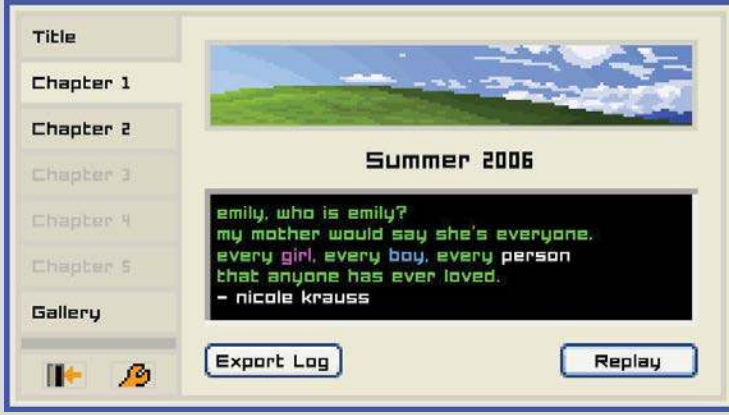 Title
Chapter 1
Chapter 2
Chapter 3
Chapter 4
Chapter 5
Gallery
Summer 2006
emily, who is emily?
my mother would say she's everyone.
every girl, every boy, every person
that anyone has ever loved.
– nicole krauss
Export Log
Replay